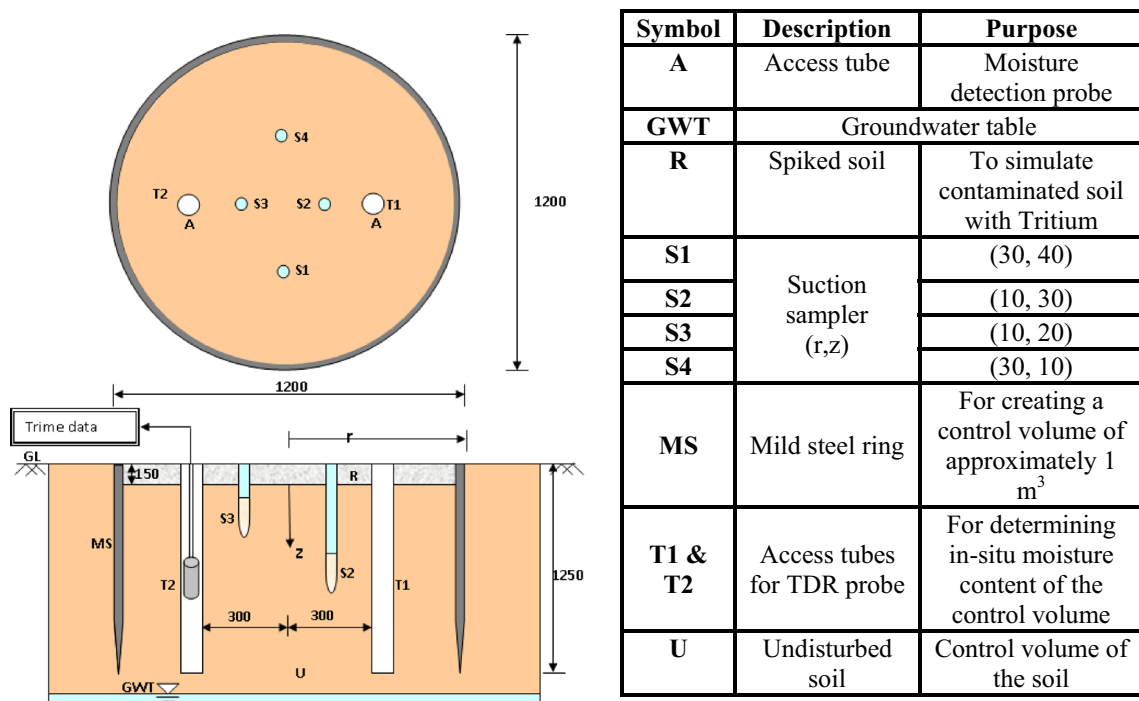 S4
T2
S3
S2
T1
A
A
S1
1200
1200
Trime data
r
GL
150
R
S3
MS
z
S2
T2
T1
1250
300
300
U
GWT
Symbol Description Purpose
A Access tube Moisture
detection probe
GWT Groundwater table
R Spiked soil To simulate
contaminated soil
with Tritium
S1 (30, 40)
Suction
sampler
(r,z)
S2 (10, 30)
S3 (10, 20)
S4 (30, 10)
MS Mild steel ring For creating a
control volume of
approximately 1
m³
T1 &
T2
Access tubes
for TDR probe
For determining
in-situ moisture
content of the
control volume
U Undisturbed
soil
Control volume of
the soil